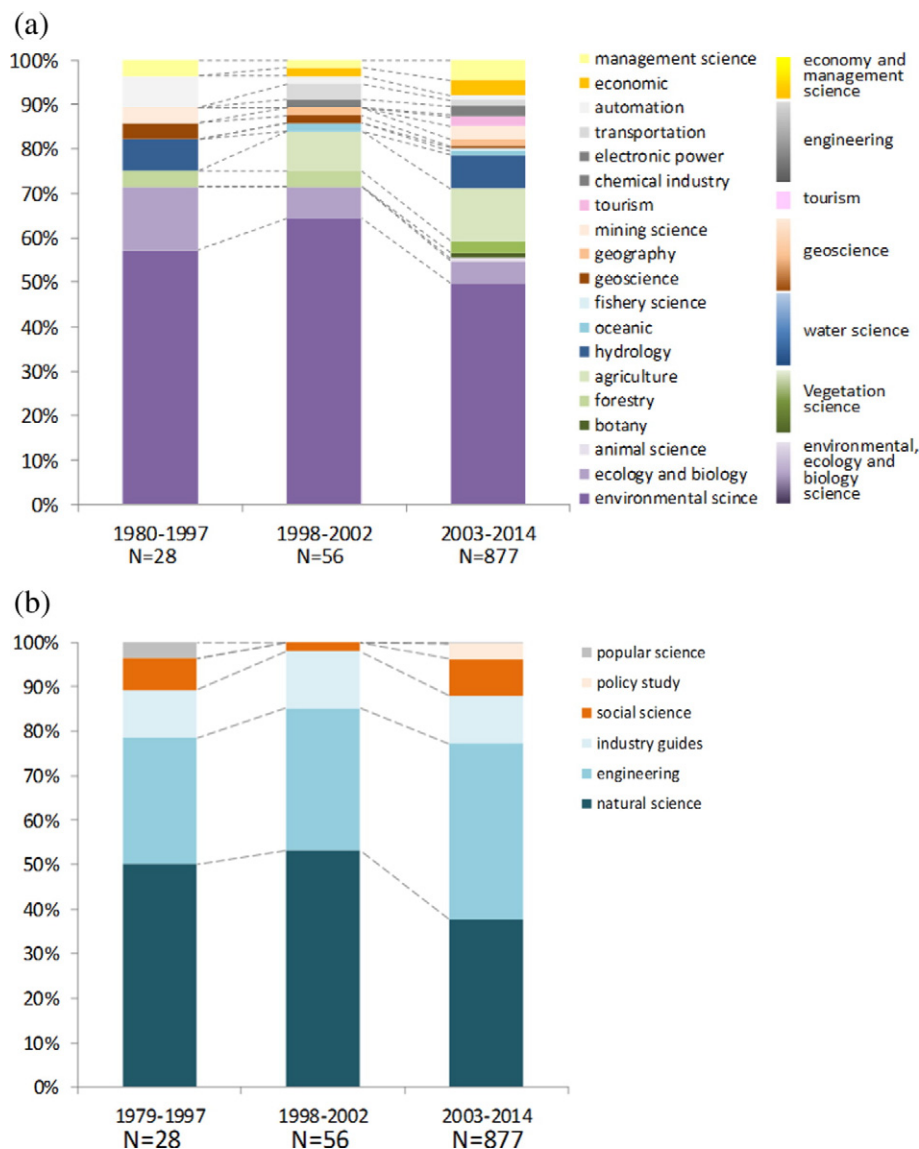 (a)
100%
90%
80%
70%
60%
50%
40%
30%
20%
10%
0%
1980-1997
N=28
1998-2002
N=56
2003-2014
N=877
management science
economic
automation
transportation
electronic power
chemical industry
tourism
mining science
geography
geoscience
fishery science
oceanic
hydrology
agriculture
forestry
botany
animal science
ecology and biology
environmental scince
economy and
management
science
engineering
tourism
geoscience
water science
Vegetation
science
environmental,
ecology and
biology
science
(b)
100%
90%
80%
70%
60%
50%
40%
30%
20%
10%
0%
1979-1997
N=28
1998-2002
N=56
2003-2014
N=877
popular science
policy study
social science
industry guides
engineering
natural science